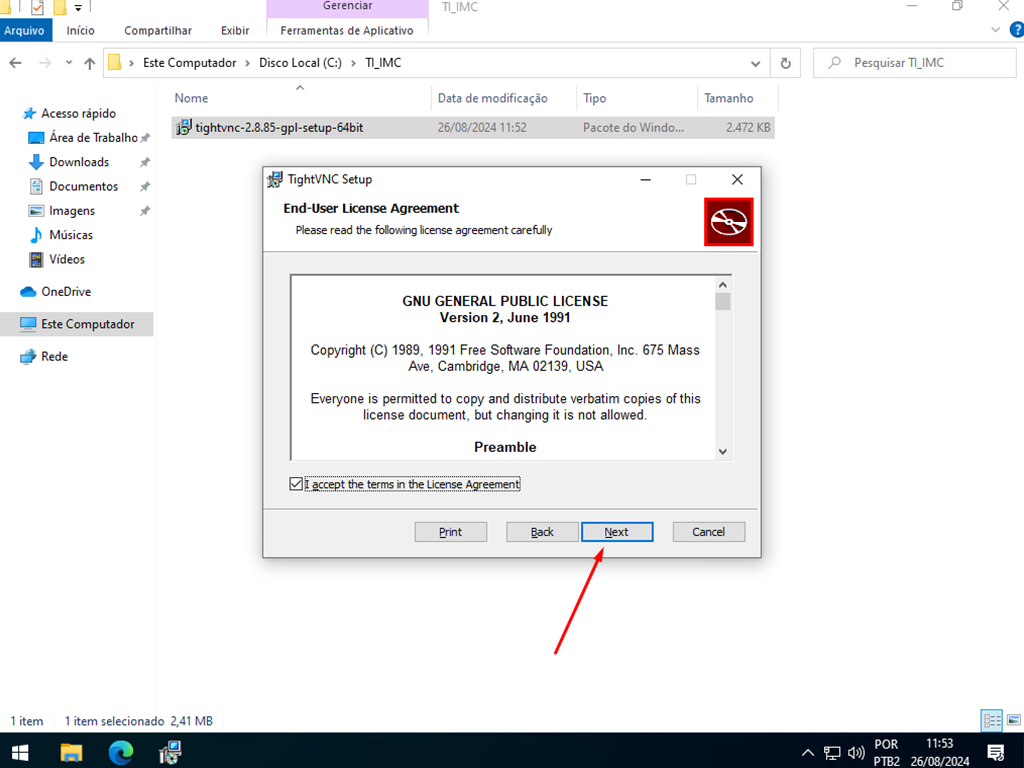 Gerenciar
TI_IMC
Arquivo
Início
Compartilhar
Exibir
Ferramentas de Aplicativo
Este Computador
Disco Local (C:)
TI_IMC
Pesquisar TI_IMC
Nome
Data de modificação
Tipo
Tamanho
tightvnc-2.8.85-gpl-setup-64bit
26/08/2024 11:52
Pacote do Windo...
2.472 KB
Acesso rápido
Área de Trabalho
Downloads
Documentos
Imagens
Músicas
Vídeos
OneDrive
Este Computador
Rede
TightVNC Setup
End-User License Agreement
Please read the following license agreement carefully
GNU GENERAL PUBLIC LICENSE
Version 2, June 1991
Copyright (C) 1989, 1991 Free Software Foundation, Inc. 675 Mass
Ave, Cambridge, MA 02139, USA
Everyone is permitted to copy and distribute verbatim copies of this
license document, but changing it is not allowed.
Preamble
I accept the terms in the License Agreement
Print
Back
Next
Cancel
1 item
1 item selecionado 2,41 MB
POR
PTB2
11:53
26/08/2024